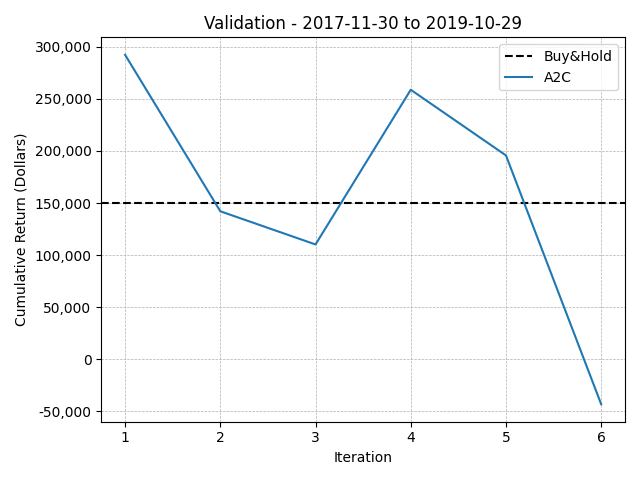 Validation - 2017-11-30 to 2019-10-29
Cumulative Return (Dollars)
300,000
250,000
200,000
150,000
100,000
50,000
0
-50,000
Buy&Hold
A2C
1 2 3 4 5 6
Iteration